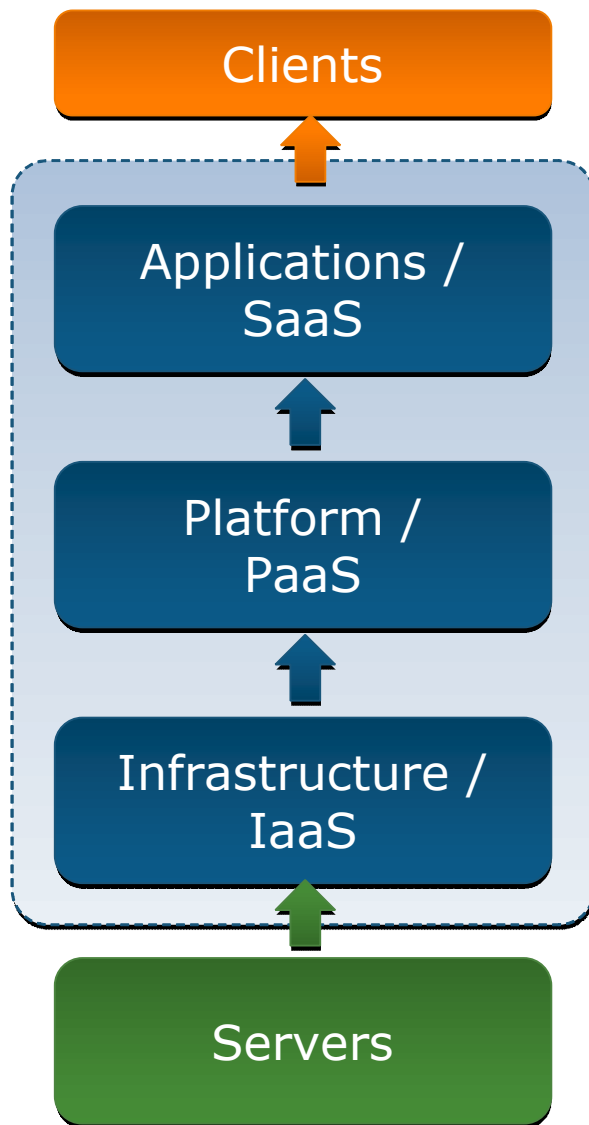 Clients
Applications /
SaaS
Platform /
PaaS
Infrastructure /
IaaS
Servers